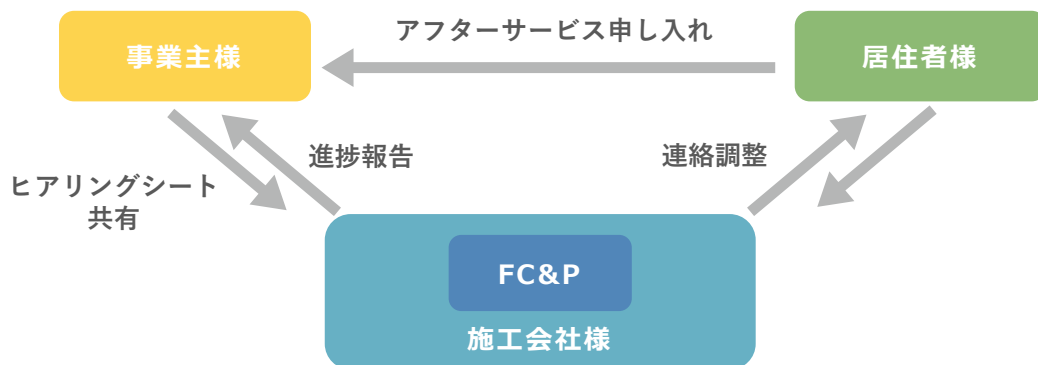 アフターサービス申し入れ
事業主様
居住者様
進捗報告
連絡調整
ヒアリングシート
共有
FC&P
施工会社様